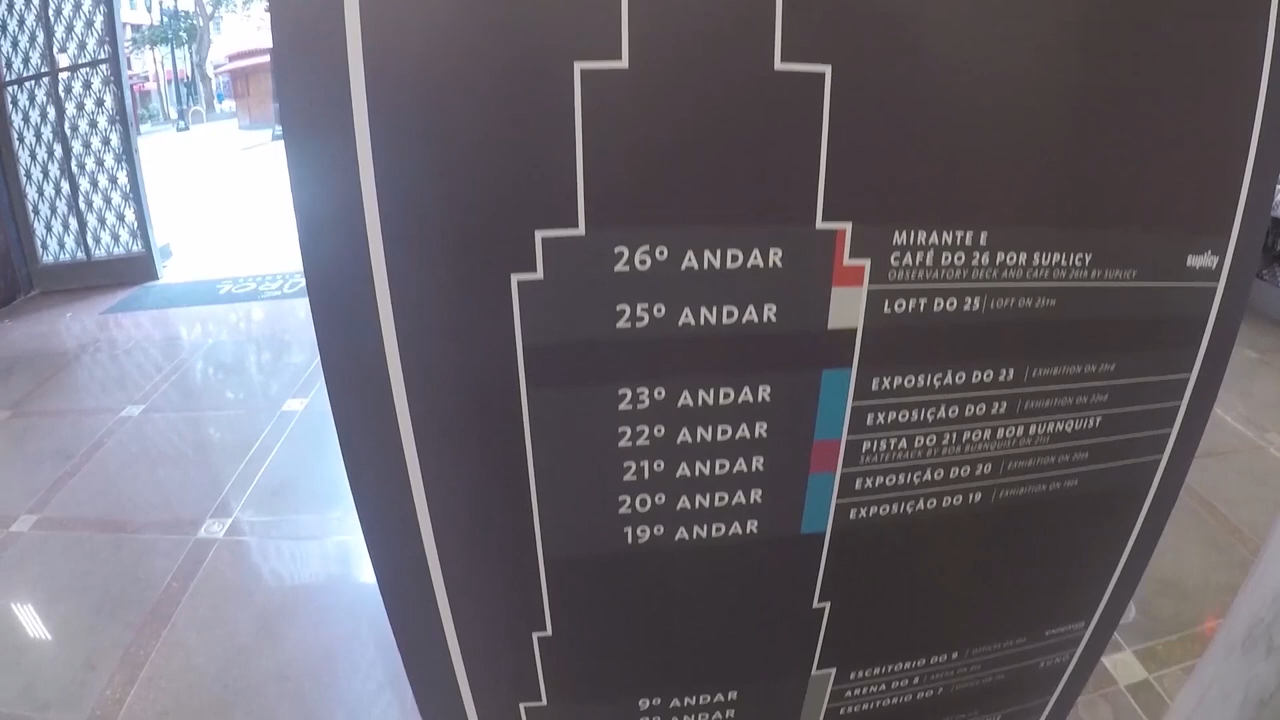 MIRANTE E
26º ANDAR CAFÉ DO 26 POR SUPLICY suplicy
OBSERVATORY DECK AND CAFE ON 26TH BY SUPLICY
25º ANDAR LOFT DO 25 | LOFT ON 25TH
23º ANDAR EXPOSIÇÃO DO 23 | EXHIBITION ON 23rd
22º ANDAR EXPOSIÇÃO DO 22 | EXHIBITION ON 22nd
21º ANDAR PISTA DO 21 POR BOB BURNQUIST
SKATETRACK BY BOB BURNQUIST ON 21st
20º ANDAR EXPOSIÇÃO DO 20 | EXHIBITION ON 20th
19º ANDAR EXPOSIÇÃO DO 19 | EXHIBITION ON 19th
9º ANDAR ESCRITÓRIO DO 9
ARENA DO 8
ESCRITÓRIO DO 7